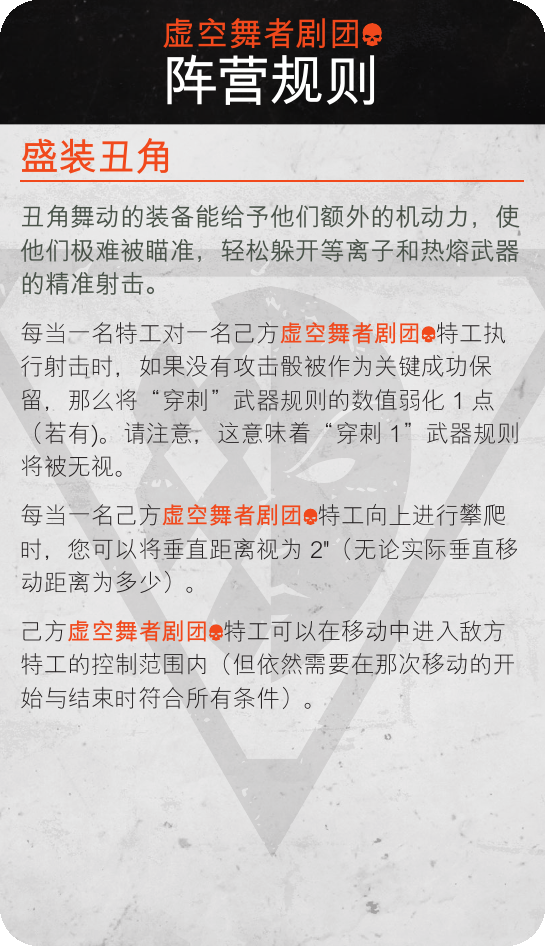 虚空舞者剧团
阵营规则
盛装丑角
丑角舞动的装备能给予他们额外的机动力，使
他们极难被瞄准，轻松躲开等离子和热熔武器
的精准射击。
每当一名特工对一名己方虚空舞者剧团特工执
行射击时，如果没有攻击骰被作为关键成功保
留，那么将“穿刺”武器规则的数值弱化 1 点
（若有)。请注意，这意味着“穿刺 1”武器规则
将被无视。
每当一名己方虚空舞者剧团特工向上进行攀爬
时，您可以将垂直距离视为 2"（无论实际垂直移
动距离为多少）。
己方虚空舞者剧团特工可以在移动中进入敌方
特工的控制范围内（但依然需要在那次移动的开
始与结束时符合所有条件）。